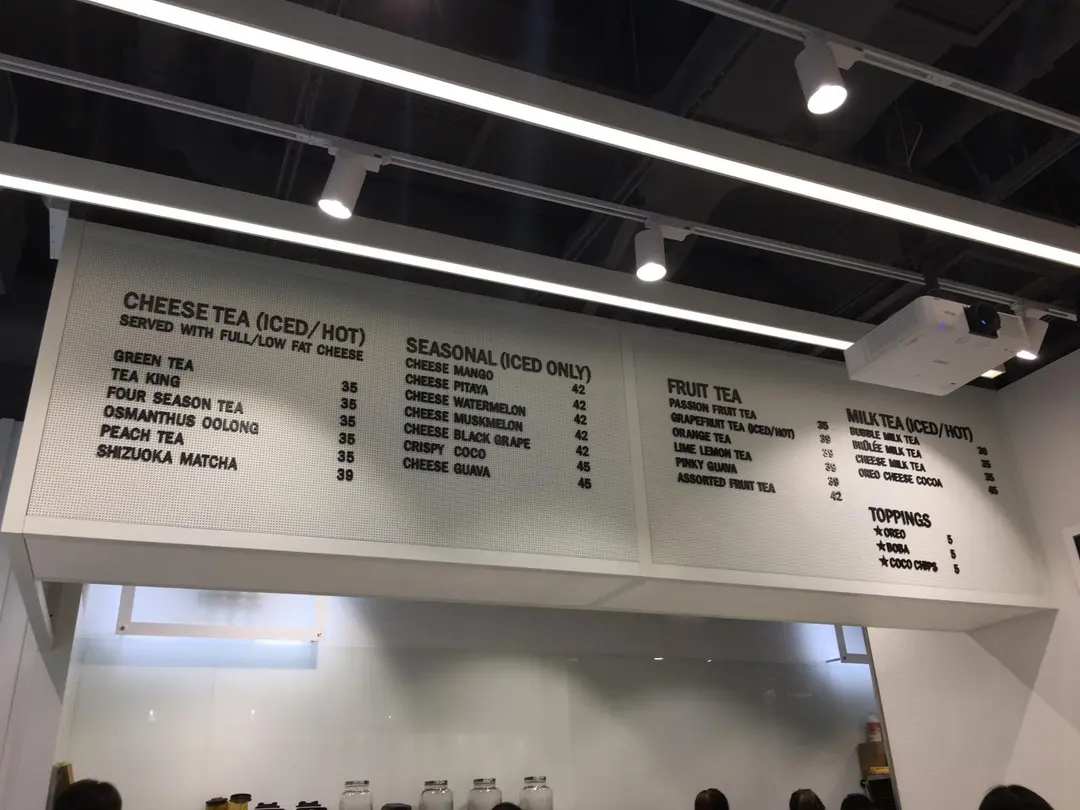 CHEESE TEA (ICED/HOT)
SERVED WITH FULL/LOW FAT CHEESE
GREEN TEA 35
TEA KING 35
FOUR SEASON TEA 35
OSMANTHUS OOLONG 35
PEACH TEA 35
SHIZUOKA MATCHA 39
SEASONAL (ICED ONLY)
CHEESE MANGO 42
CHEESE PITAYA 42
CHEESE WATERMELON 42
CHEESE MUSKMELON 42
CHEESE BLACK GRAPE 42
CRISPY COCO 45
CHEESE GUAVA 45
FRUIT TEA
PASSION FRUIT TEA 35
GRAPEFRUIT TEA (ICED/HOT) 39
ORANGE TEA 39
LIME LEMON TEA 39
PINKY GUAVA 39
ASSORTED FRUIT TEA 42
MILK TEA (ICED/HOT)
BUBBLE MILK TEA
BRÛLÉE MILK TEA 35
CHEESE MILK TEA 35
OREO CHEESE COCOA 45
TOPPINGS
★ OREO 5
★ BOBA 5
★ COCO CHIPS 5